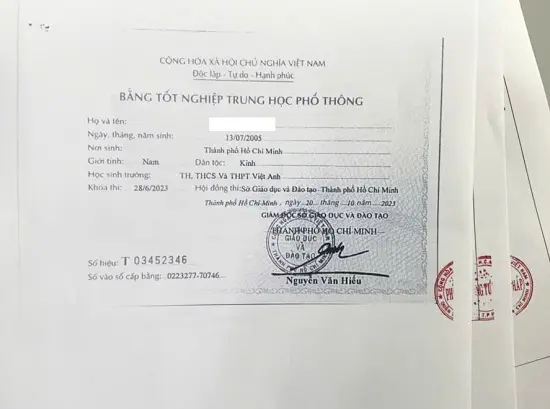 CỘNG HÒA XÃ HỘI CHỦ NGHĨA VIỆT NAM
Độc lập - Tự do - Hạnh phúc
BẰNG TỐT NGHIỆP TRUNG HỌC PHỔ THÔNG
Họ và tên:
Ngày, tháng, năm sinh: 13/07/2005
Nơi sinh: Thành phố Hồ Chí Minh
Giới tính: Nam Dân tộc: Kinh
Học sinh trường: TH, THCS Và THPT Việt Anh
Khóa thi: 28/6/2023 Hội đồng thi: Sở Giáo dục và Đào tạo Thành phố Hồ Chí Minh
Thành phố Hồ Chí Minh, ngày 20 tháng 10 năm 2023
GIÁM ĐỐC SỞ GIÁO DỤC VÀ ĐÀO TẠO
THÀNH PHỐ HỒ CHÍ MINH
GIÁO DỤC
VÀ
ĐÀO TẠO
Số hiệu: T 03452346
Số vào sổ cấp bằng: 0223277-70746
Nguyễn Văn Hiếu